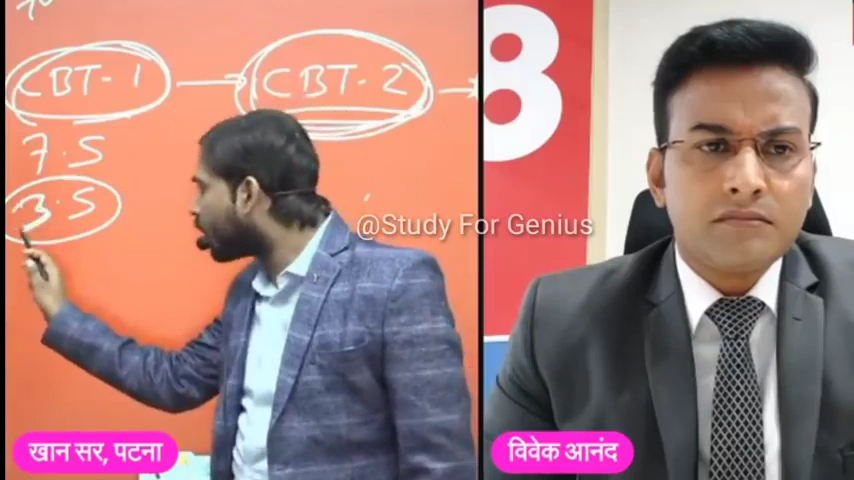 CBT-1
CBT-2
7.5
3.5
8
@Study For Genius
खान सर, पटना
विवेक आनंद